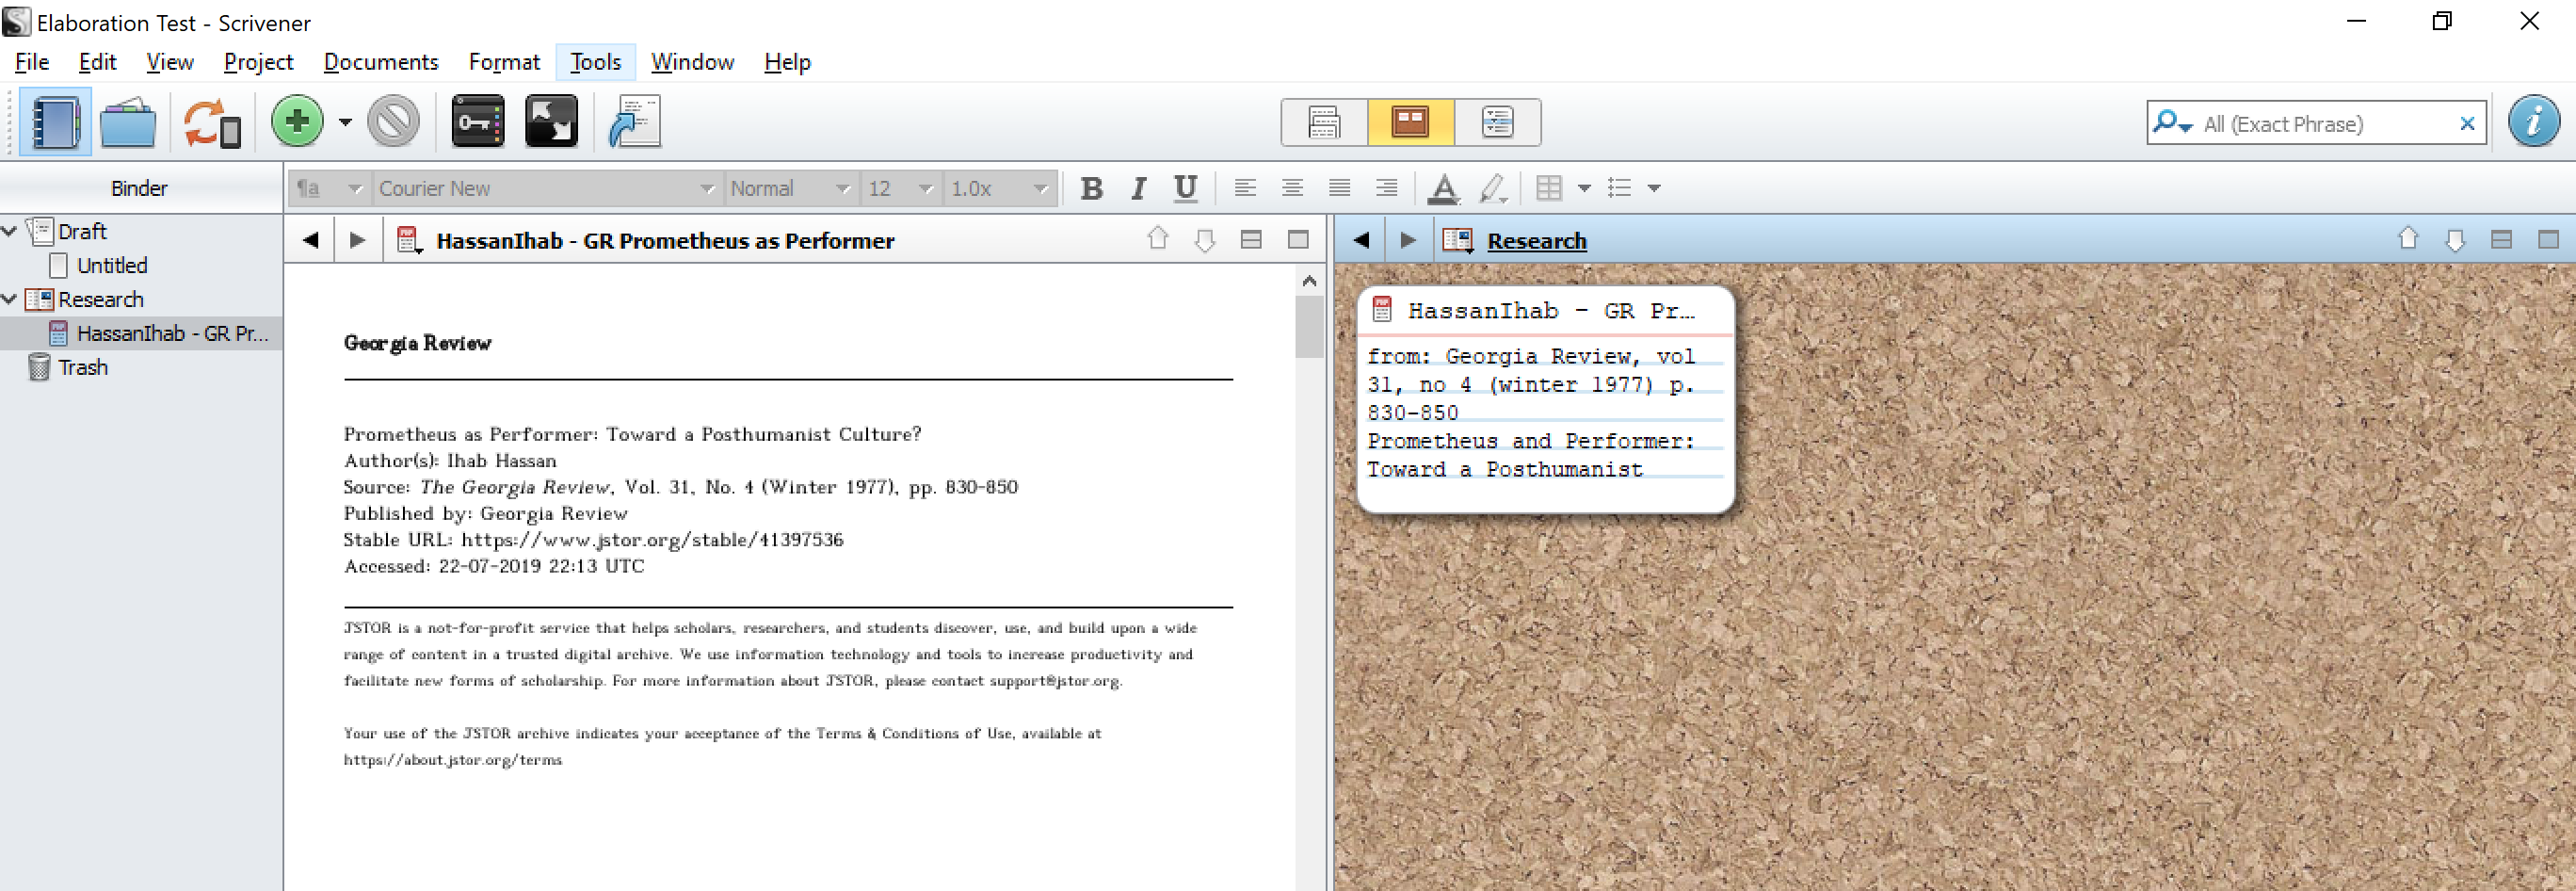 Elaboration Test - Scrivener
File Edit View Project Documents Format Tools Window Help
All (Exact Phrase)
Binder
Courier New Normal 12 1.0x B I U A
Draft
Untitled
Research
HassanIhab - GR Pr...
Trash
HassanIhab - GR Prometheus as Performer
Georgia Review
Prometheus as Performer: Toward a Posthumanist Culture?
Author(s): Ihab Hassan
Source: The Georgia Review, Vol. 31, No. 4 (Winter 1977), pp. 830-850
Published by: Georgia Review
Stable URL: https://www.jstor.org/stable/41397536
Accessed: 22-07-2019 22:13 UTC
JSTOR is a not-for-profit service that helps scholars, researchers, and students discover, use, and build upon a wide
range of content in a trusted digital archive. We use information technology and tools to increase productivity and
facilitate new forms of scholarship. For more information about JSTOR, please contact support@jstor.org.
Your use of the JSTOR archive indicates your acceptance of the Terms & Conditions of Use, available at
https://about.jstor.org/terms
Research
HassanIhab - GR Pr...
from: Georgia Review, vol
31, no 4 (winter 1977) p.
830-850
Prometheus and Performer:
Toward a Posthumanist